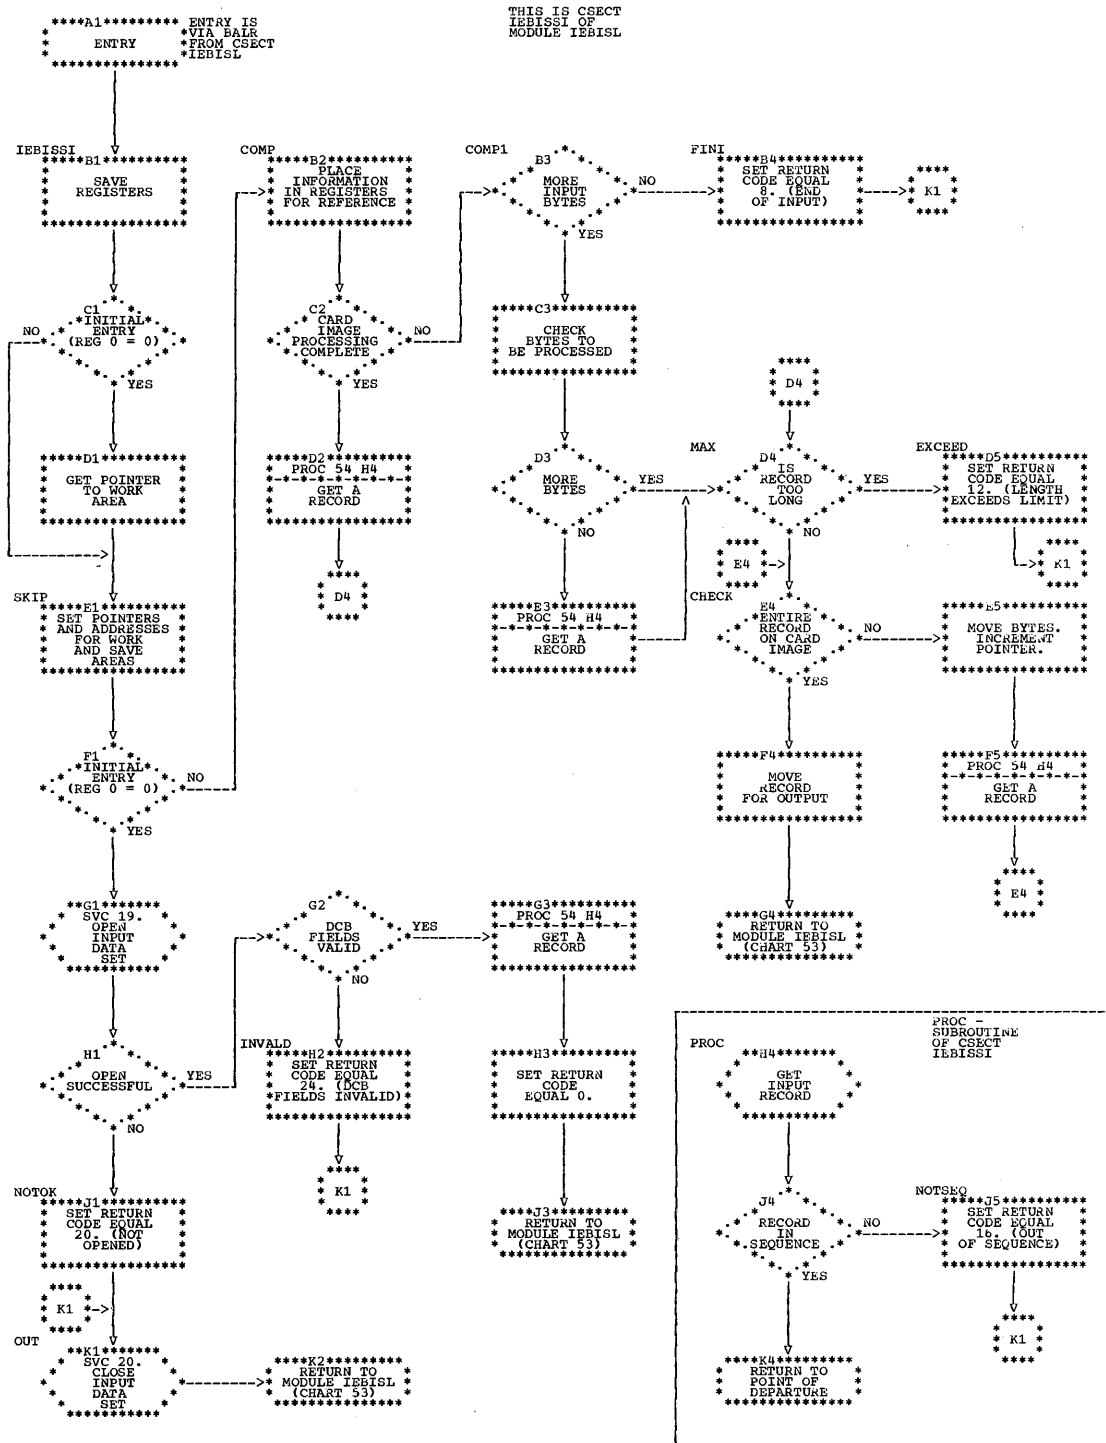 THIS IS CSECT
IEBISSI OF
MODULE IEBISL
****A1*********
ENTRY
ENTRY IS
VIA BALR
FROM CSECT
IEBISL
IEBISSI
B1
SAVE
REGISTERS
COMP
B2
PLACE
INFORMATION
IN REGISTERS
FOR REFERENCE
COMP1
B3
MORE
INPUT
BYTES
NO
YES
FINI
B4
SET RETURN
CODE EQUAL
8. (END
OF INPUT)
K1
C1
INITIAL
ENTRY
(REG 0 = 0)
NO
YES
C2
CARD
IMAGE
PROCESSING
COMPLETE
NO
YES
C3
CHECK
BYTES TO
BE PROCESSED
D4
D1
GET POINTER
TO WORK
AREA
D2
PROC 54 H4
GET A
RECORD
D4
D3
MORE
BYTES
YES
NO
MAX
D4
IS
RECORD
TOO
LONG
YES
NO
EXCEED
D5
SET RETURN
CODE EQUAL
12. (LENGTH
EXCEEDS LIMIT)
K1
SKIP
E1
SET POINTERS
AND ADDRESSES
FOR WORK
AND SAVE
AREAS
E3
PROC 54 H4
GET A
RECORD
E4
CHECK
E4
ENTIRE
RECORD
ON CARD
IMAGE
NO
YES
E5
MOVE BYTES.
INCREMENT
POINTER.
F1
INITIAL
ENTRY
(REG 0 = 0)
NO
YES
F4
MOVE
RECORD
FOR OUTPUT
F5
PROC 54 H4
GET A
RECORD
E4
G1
SVC 19.
OPEN
INPUT
DATA
SET
G2
DCB
FIELDS
VALID
YES
NO
G3
PROC 54 H4
GET A
RECORD
G4
RETURN TO
MODULE IEBISL
(CHART 53)
H1
OPEN
SUCCESSFUL
YES
NO
INVALD
H2
SET RETURN
CODE EQUAL
24. (DCB
FIELDS INVALID)
K1
H3
SET RETURN
CODE
EQUAL 0.
J3
RETURN TO
MODULE IEBISL
(CHART 53)
PROC -
SUBROUTINE
OF CSECT
IEBISSI
PROC
H4
GET
INPUT
RECORD
NOTOK
J1
SET RETURN
CODE EQUAL
20. (NOT
OPENED)
K1
J4
RECORD
IN
SEQUENCE
NO
YES
NOTSEQ
J5
SET RETURN
CODE EQUAL
16. (OUT
OF SEQUENCE)
K1
OUT
K1
SVC 20.
CLOSE
INPUT
DATA
SET
K2
RETURN TO
MODULE IEBISL
(CHART 53)
K4
RETURN TO
POINT OF
DEPARTURE